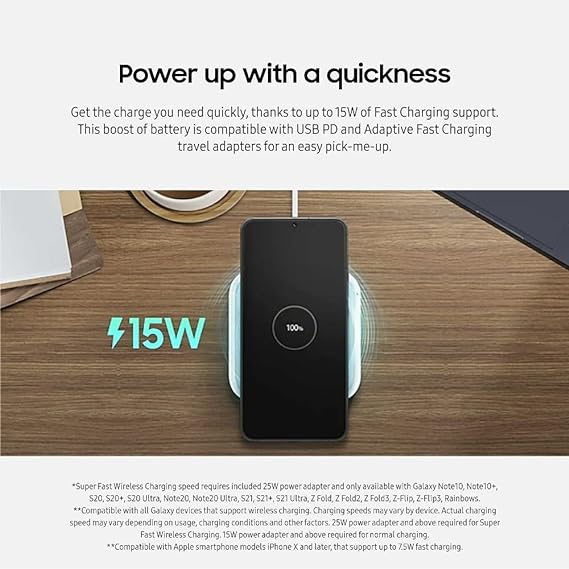 Power up with a quickness
Get the charge you need quickly, thanks to up to 15W of Fast Charging support.
This boost of battery is compatible with USB PD and Adaptive Fast Charging
travel adapters for an easy pick-me-up.
15W
100%
*Super Fast Wireless Charging speed requires included 25W power adapter and only available with Galaxy Note10, Note10+,
S20, S20+, S20 Ultra, Note20, Note20 Ultra, S21, S21+, S21 Ultra, Z Fold, Z Fold2, Z Fold3, Z-Flip, Z-Flip3, Rainbows.
**Compatible with all Galaxy devices that support wireless charging. Charging speeds may vary by device. Actual charging
speed may vary depending on usage, charging conditions and other factors. 25W power adapter and above required for Super
Fast Wireless Charging. 15W power adapter and above required for normal charging.
**Compatible with Apple smartphone models iPhone X and later, that support up to 7.5W fast charging.